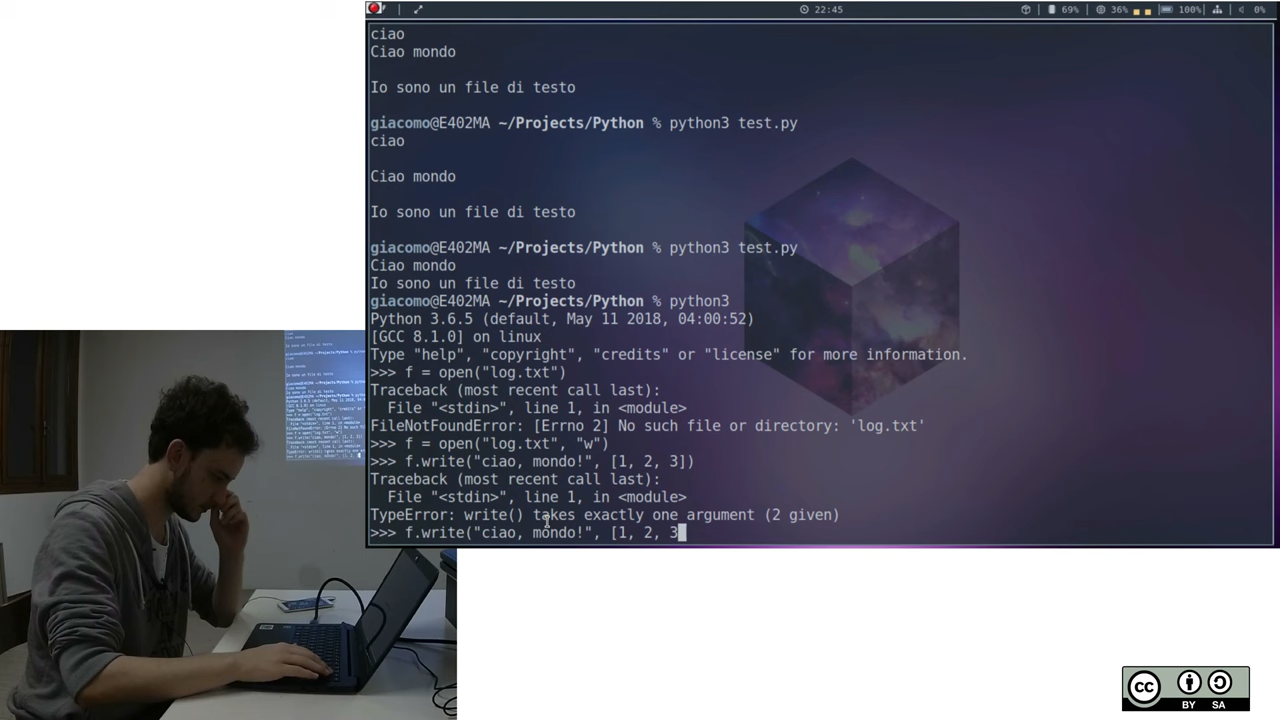 22:45
69%
36%
100%
0%
ciao
Ciao mondo
Io sono un file di testo
giacomo@E402MA ~/Projects/Python % python3 test.py
ciao
Ciao mondo
Io sono un file di testo
giacomo@E402MA ~/Projects/Python % python3 test.py
Ciao mondo
Io sono un file di testo
giacomo@E402MA ~/Projects/Python % python3
Python 3.6.5 (default, May 11 2018, 04:00:52)
[GCC 8.1.0] on linux
Type "help", "copyright", "credits" or "license" for more information.
>>> f = open("log.txt")
Traceback (most recent call last):
  File "<stdin>", line 1, in <module>
FileNotFoundError: [Errno 2] No such file or directory: 'log.txt'
>>> f = open("log.txt", "w")
>>> f.write("ciao, mondo!", [1, 2, 3])
Traceback (most recent call last):
  File "<stdin>", line 1, in <module>
TypeError: write() takes exactly one argument (2 given)
>>> f.write("ciao, mondo!", [1, 2, 3
cc
BY SA